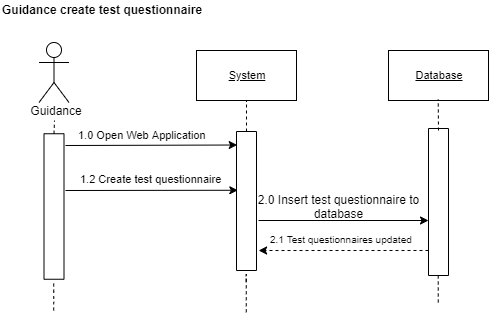 Guidance create test questionnaire
System
Database
Guidance
1.0 Open Web Application
1.2 Create test questionnaire
2.0 Insert test questionnaire to
database
2.1 Test questionnaires updated